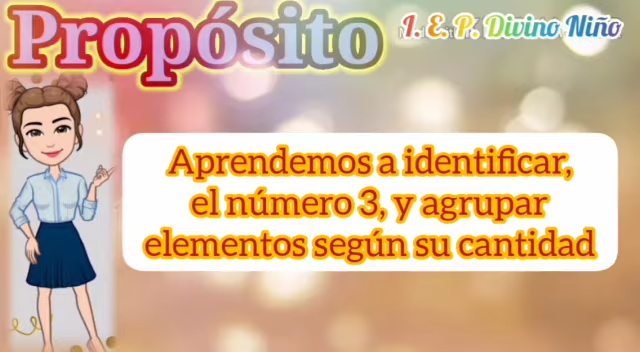 Propósito
I. E. P. Divino Niño
Aprendemos a identificar,
el número 3, y agrupar
elementos según su cantidad